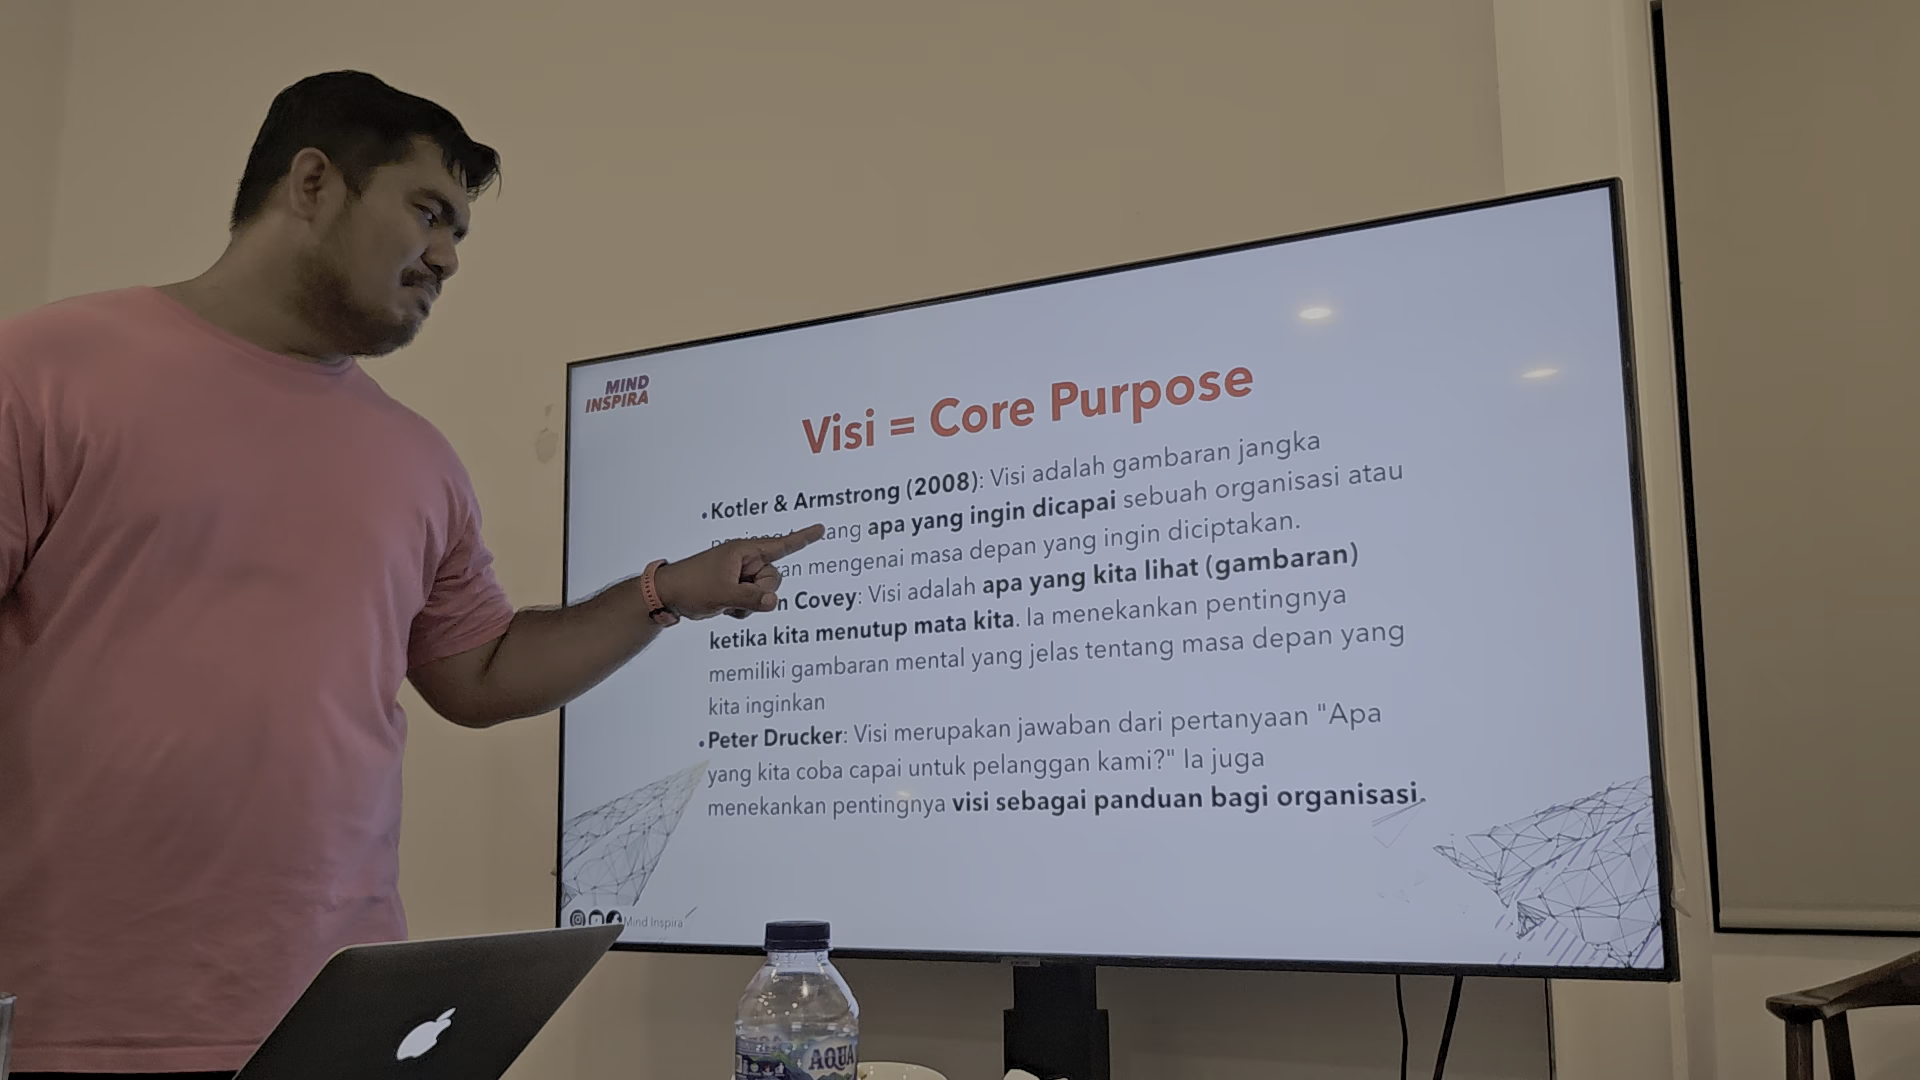 MIND
INSPIRA
Visi = Core Purpose
•Kotler & Armstrong (2008): Visi adalah gambaran jangka
apa yang ingin dicapai sebuah organisasi atau
mengenai masa depan yang ingin diciptakan.
Covey: Visi adalah apa yang kita lihat (gambaran)
ketika kita menutup mata kita. Ia menekankan pentingnya
memiliki gambaran mental yang jelas tentang masa depan yang
kita inginkan
•Peter Drucker: Visi merupakan jawaban dari pertanyaan "Apa
yang kita coba capai untuk pelanggan kami?" Ia juga
menekankan pentingnya visi sebagai panduan bagi organisasi.
Mind Inspira
AQUA